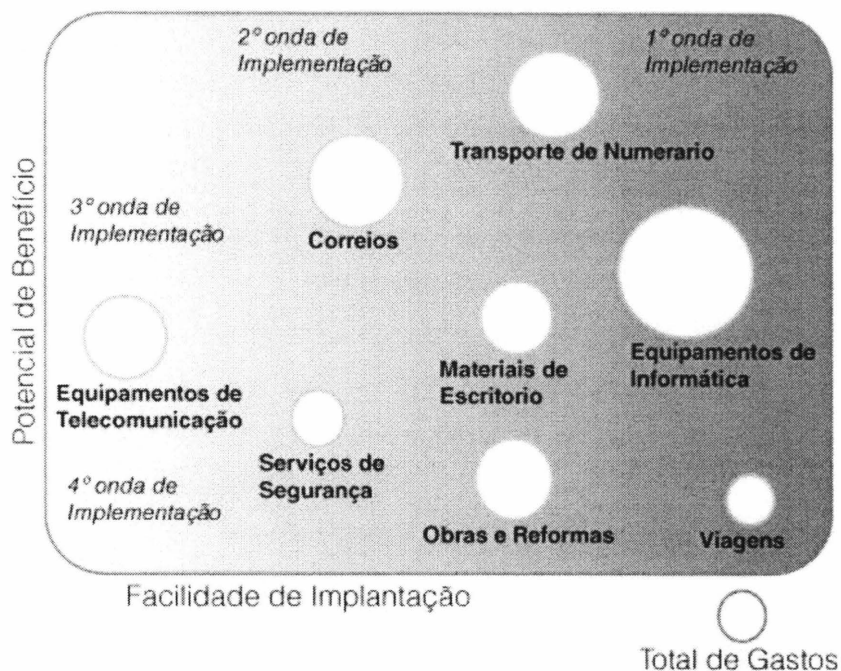 2º onda de
Implementação
1º onda de
Implementação
Transporte de Numerario
3º onda de
Implementação
Correios
Potencial de Benefício
Equipamentos de
Telecomunicação
Materiais de
Escritorio
Equipamentos de
Informática
Serviços de
Segurança
4º onda de
Implementação
Obras e Reformas
Viagens
Facilidade de Implantação
Total de Gastos